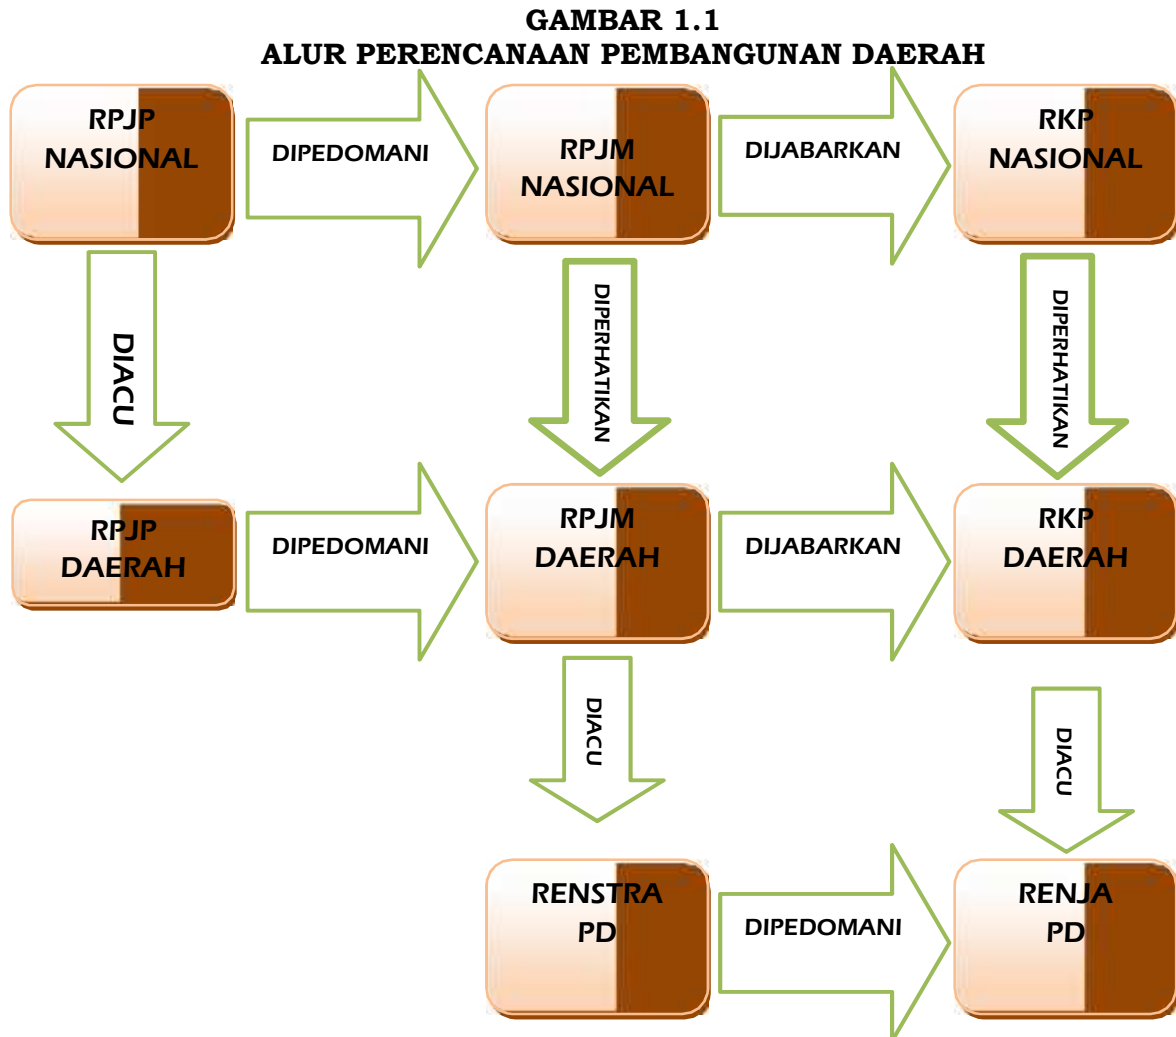 GAMBAR 1.1
ALUR PERENCANAAN PEMBANGUNAN DAERAH
RPJP
NASIONAL
DIPEDOMANI
RPJM
NASIONAL
DIJABARKAN
RKP
NASIONAL
DIACU
DIPERHATIKAN
DIPERHATIKAN
RPJP
DAERAH
DIPEDOMANI
RPJM
DAERAH
DIJABARKAN
RKP
DAERAH
DIACU
DIACU
RENSTRA
PD
DIPEDOMANI
RENJA
PD